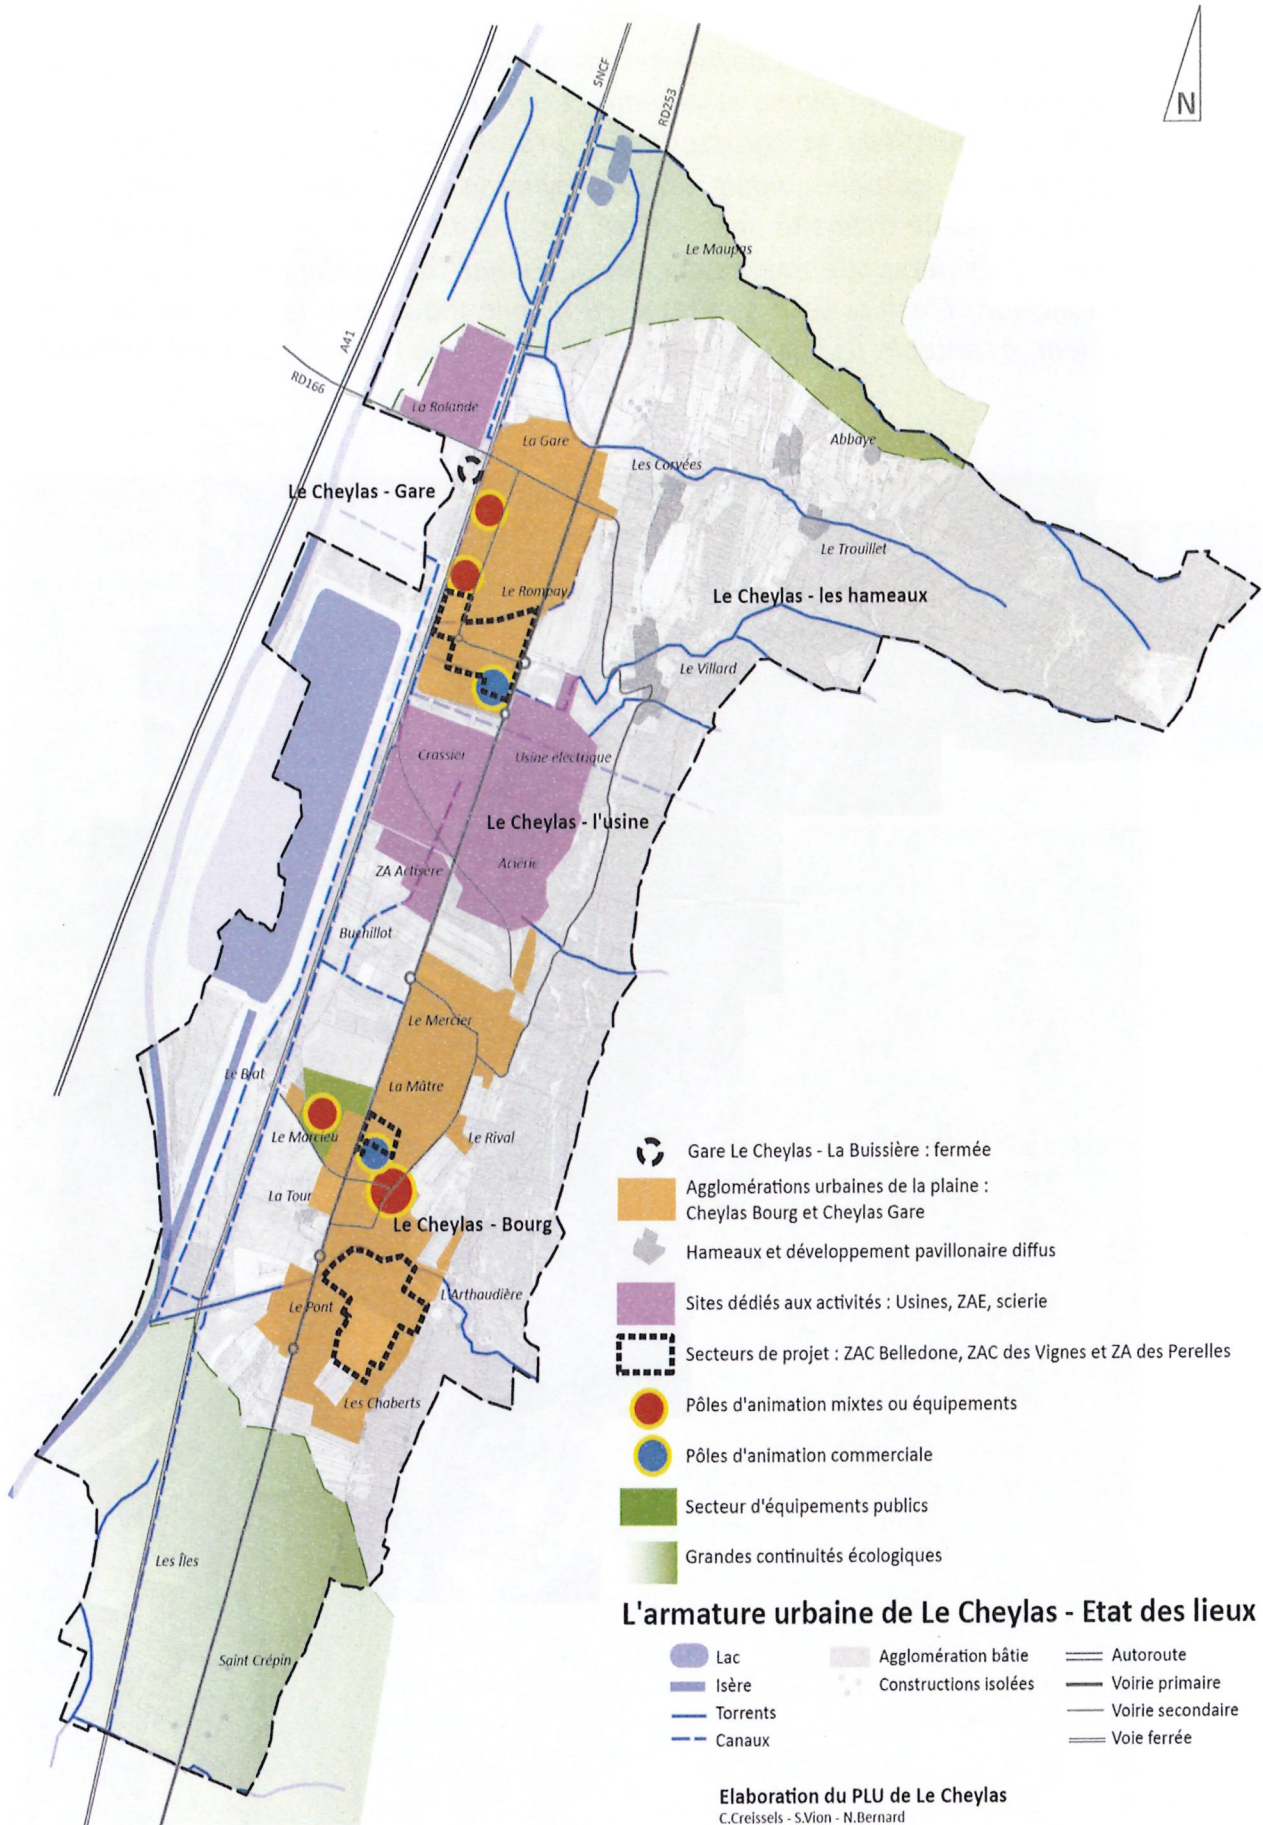 N
SNCF
RD253
Le Maupas
A41
RD166
La Rolande
La Gare
Abbaye
Les Corvées
Le Cheylas - Gare
Le Trouillet
Le Rompay
Le Cheylas - les hameaux
Le Villard
Crassier
Usine électrique
Le Cheylas - l'usine
Aciérie
ZA Actisère
Buchillot
Le Mercier
Le Brat
La Mâtre
Le Marcieu
Le Rival
La Tour
Le Cheylas - Bourg
L'Arthaudière
Le Pont
Les Chaberts
Les Îles
Saint Crépin
Gare Le Cheylas - La Buissière : fermée
Agglomérations urbaines de la plaine :
Cheylas Bourg et Cheylas Gare
Hameaux et développement pavillonaire diffus
Sites dédiés aux activités : Usines, ZAE, scierie
Secteurs de projet : ZAC Belledone, ZAC des Vignes et ZA des Perelles
Pôles d'animation mixtes ou équipements
Pôles d'animation commerciale
Secteur d'équipements publics
Grandes continuités écologiques
L'armature urbaine de Le Cheylas - Etat des lieux
Lac
Isère
Torrents
Canaux
Agglomération bâtie
Constructions isolées
Autoroute
Voirie primaire
Voirie secondaire
Voie ferrée
Elaboration du PLU de Le Cheylas
C.Creissels - S.Vion - N.Bernard